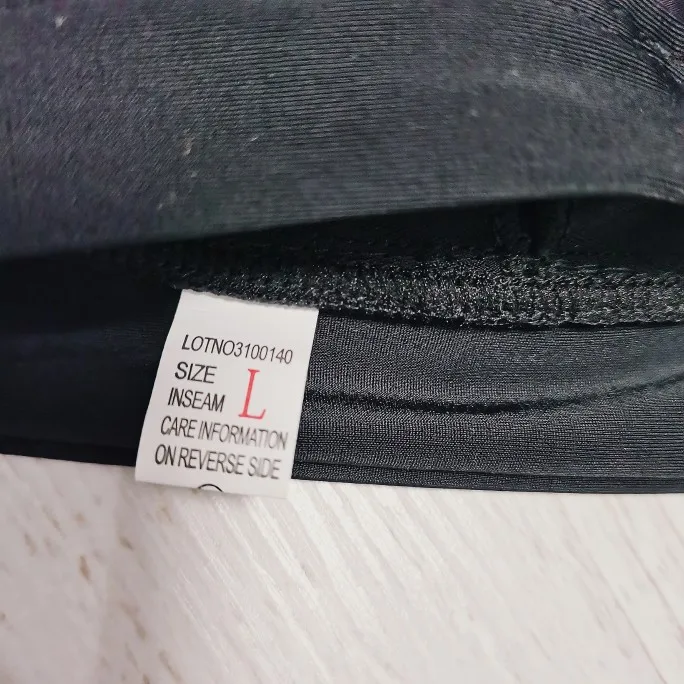 LOTNO3100140
SIZE
INSEAM L
CARE INFORMATION
ON REVERSE SIDE